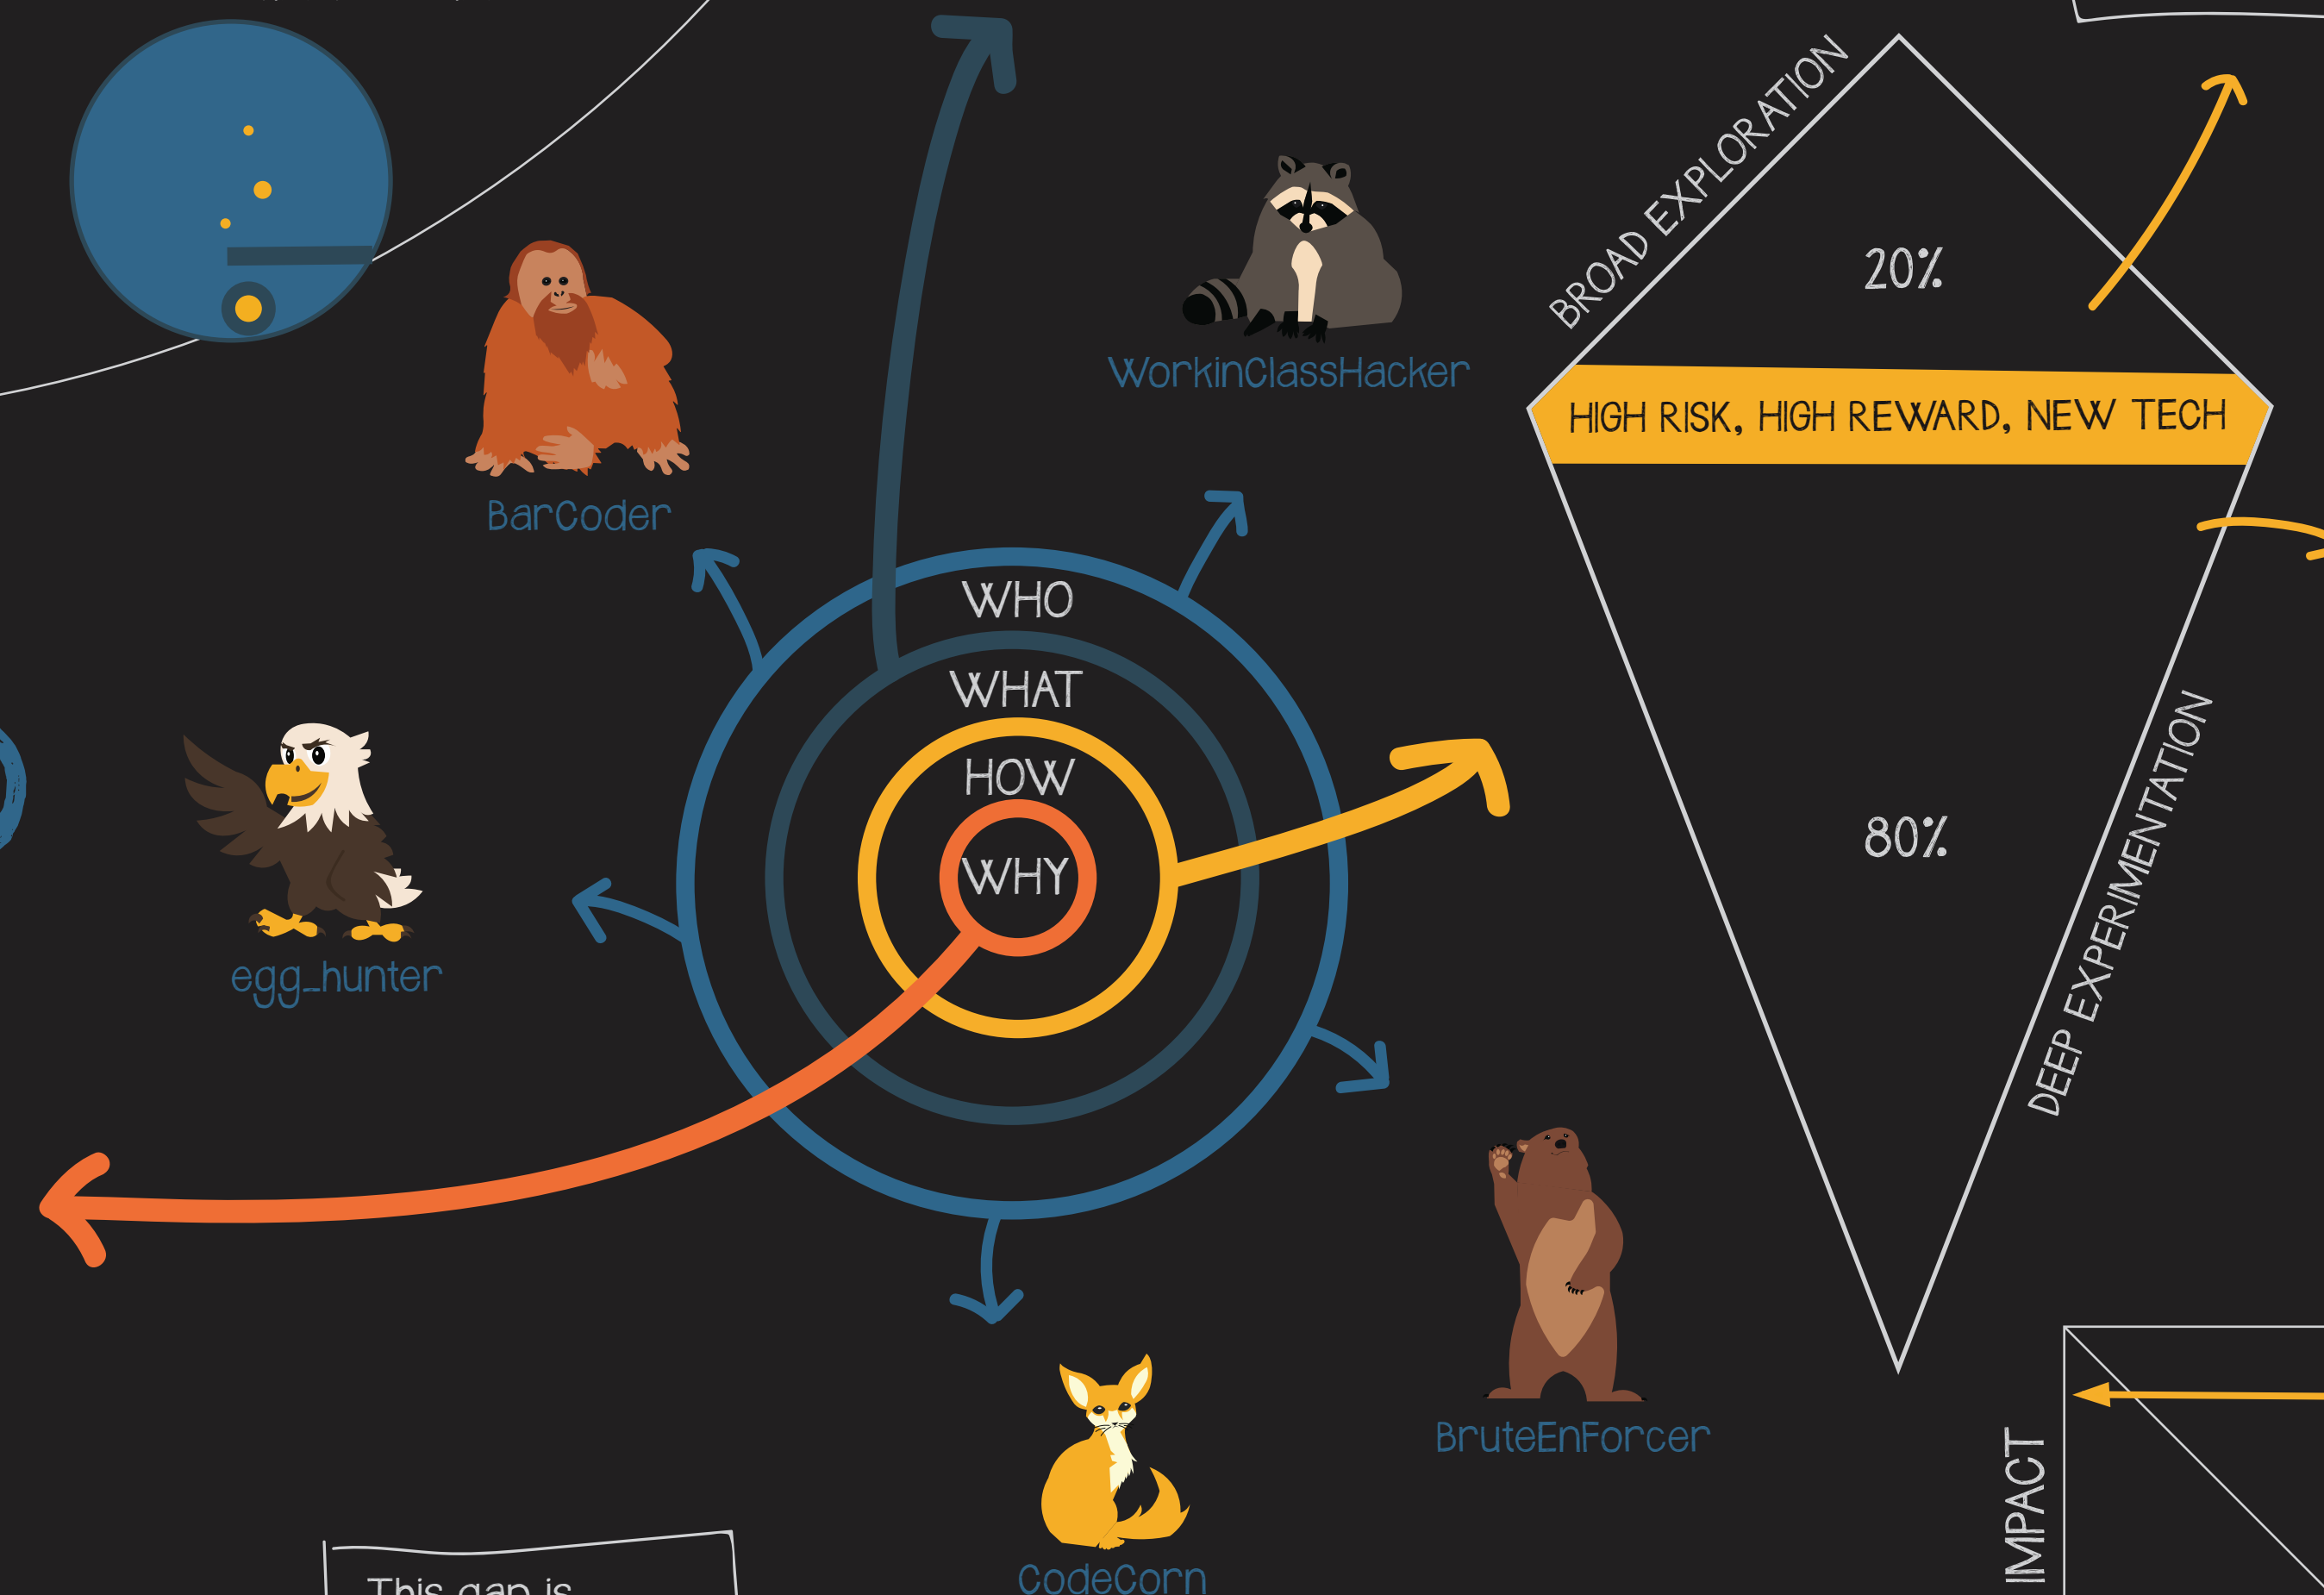 BROAD EXPLORATION
20%
WorkinClassHacker
HIGH RISK, HIGH REWARD, NEW TECH
BarCoder
WHO
WHAT
HOW
80%
WHY
DEEP EXPERIMENTATION
egg_hunter
BruteEnForcer
IMPACT
This gap is
CodeCorn